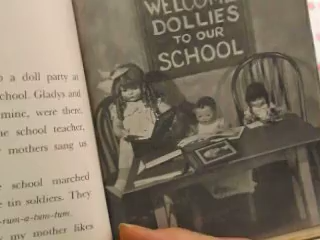 a doll party at
school. Gladys and
mine, were there.
school teacher,
mothers sang us
school marched
tin soldiers. They
-rum-a-tum-tum.
my mother likes
WELCOME
DOLLIES
TO OUR
SCHOOL